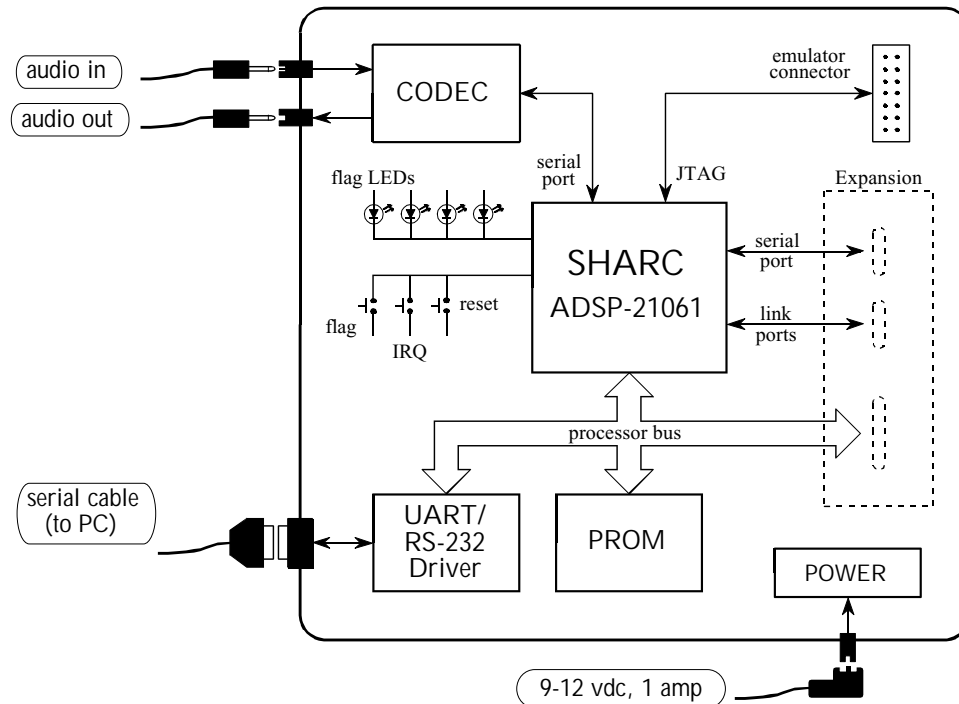 audio in
audio out
CODEC
emulator
connector
serial
port
JTAG
flag LEDs
Expansion
SHARC
ADSP-21061
serial
port
link
ports
flag
IRQ
reset
processor bus
serial cable
(to PC)
UART/
RS-232
Driver
PROM
POWER
9-12 vdc, 1 amp